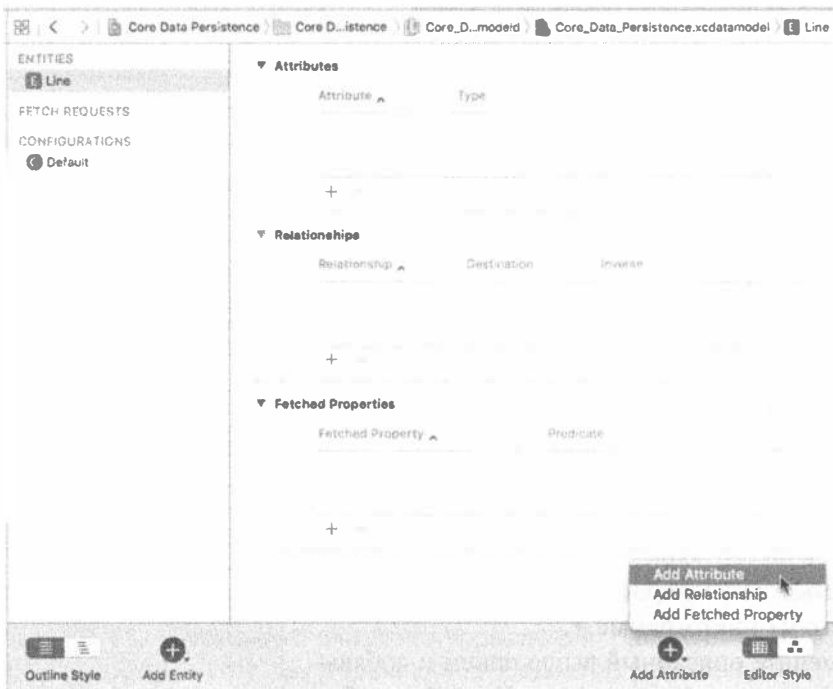 Core Data Persistence Core D...istence Core_D...modeld Core_Data_Persistence.xcdatamodel E Line
ENTITIES
E Line
FETCH REQUESTS
CONFIGURATIONS
C Default
Attributes
Attribute Type
+
Relationships
Relationship Destination Inverse
+
Fetched Properties
Fetched Property Predicate
+
Add Attribute
Add Relationship
Add Fetched Property
Outline Style Add Entity Add Attribute Editor Style